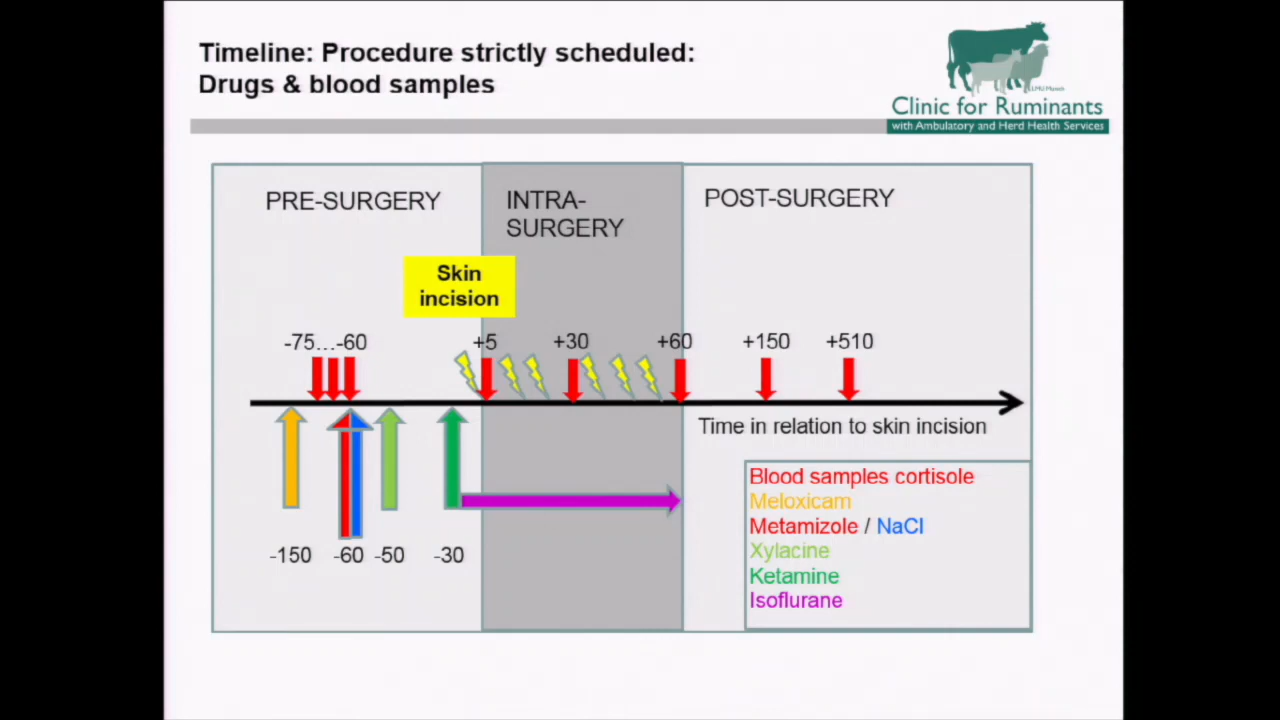 Timeline: Procedure strictly scheduled:
Drugs & blood samples
LMU Munich
Clinic for Ruminants
with Ambulatory and Herd Health Services
PRE-SURGERY
INTRA-
SURGERY
POST-SURGERY
Skin
incision
-75...-60
+5
+30
+60
+150
+510
Time in relation to skin incision
-150
-60
-50
-30
Blood samples cortisole
Meloxicam
Metamizole / NaCl
Xylacine
Ketamine
Isoflurane